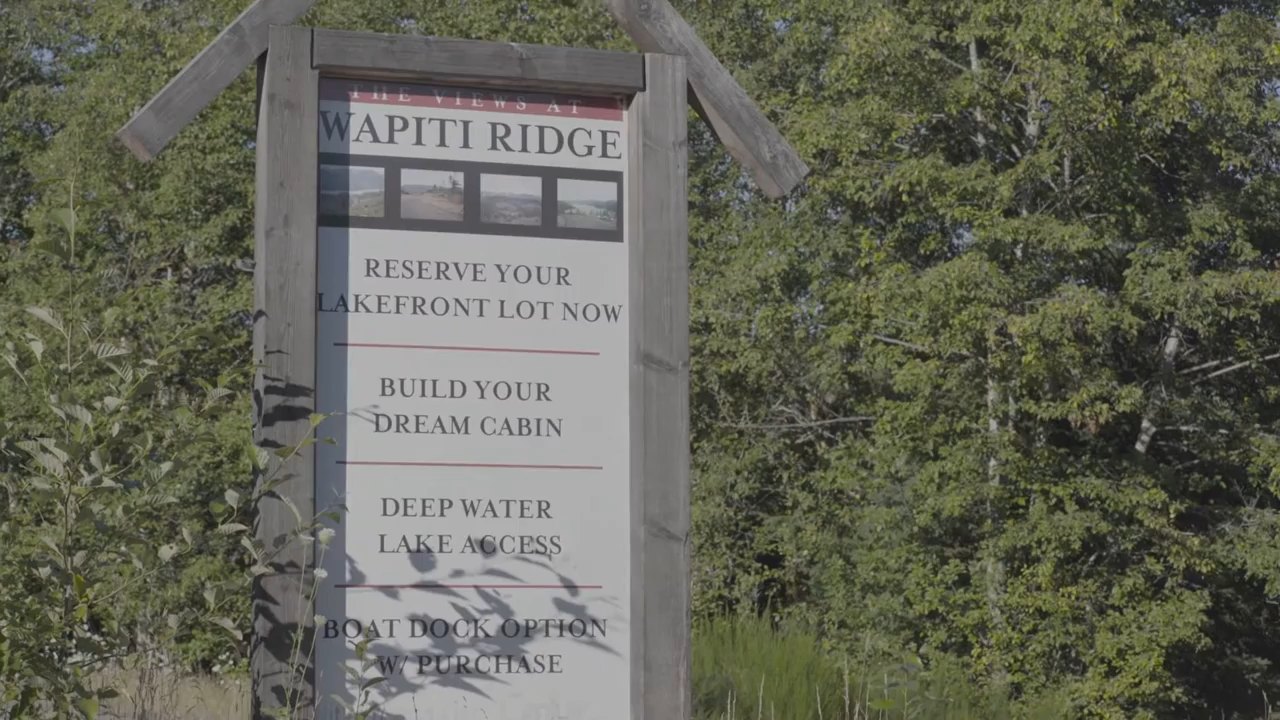 THE VIEWS AT
WAPITI RIDGE
RESERVE YOUR
LAKEFRONT LOT NOW
BUILD YOUR
DREAM CABIN
DEEP WATER
LAKE ACCESS
BOAT DOCK OPTION
W/ PURCHASE